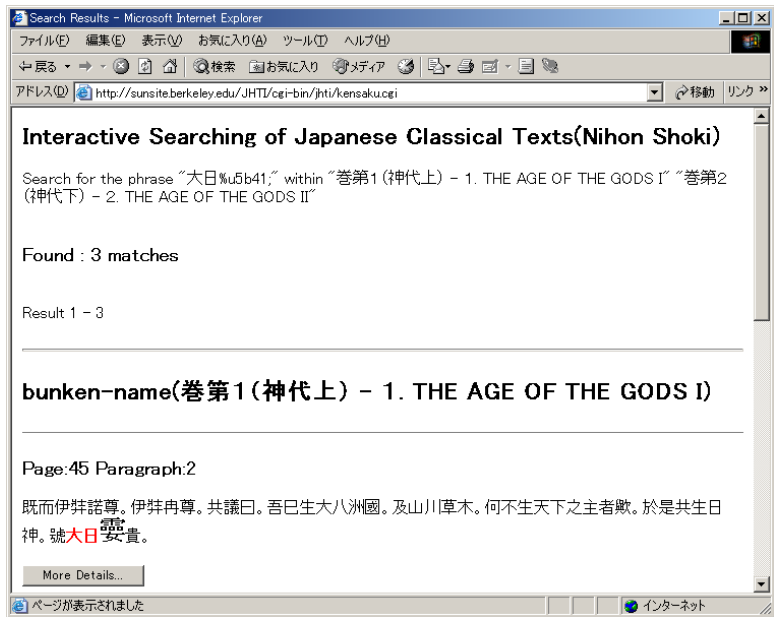 Search Results - Microsoft Internet Explorer
ファイル(F) 編集(E) 表示(V) お気に入り(A) ツール(T) ヘルプ(H)
戻る 検索 お気に入り メディア
アドレス(D) http://sunsite.berkeley.edu/JHTI/cgi-bin/jhti/kensaku.cgi 移動 リンク »
Interactive Searching of Japanese Classical Texts(Nihon Shoki)
Search for the phrase "大日%u5b41;" within "巻第1(神代上) - 1. THE AGE OF THE GODS I" "巻第2
(神代下) - 2. THE AGE OF THE GODS II"
Found : 3 matches
Result 1 - 3
bunken-name(巻第1(神代上) - 1. THE AGE OF THE GODS I)
Page:45 Paragraph:2
既而伊弉諾尊。伊弉冉尊。共議曰。吾巳生大八洲國。及山川草木。何不生天下之主者歟。於是共生日
神。號大日孁貴。
More Details...
ページが表示されました インターネット